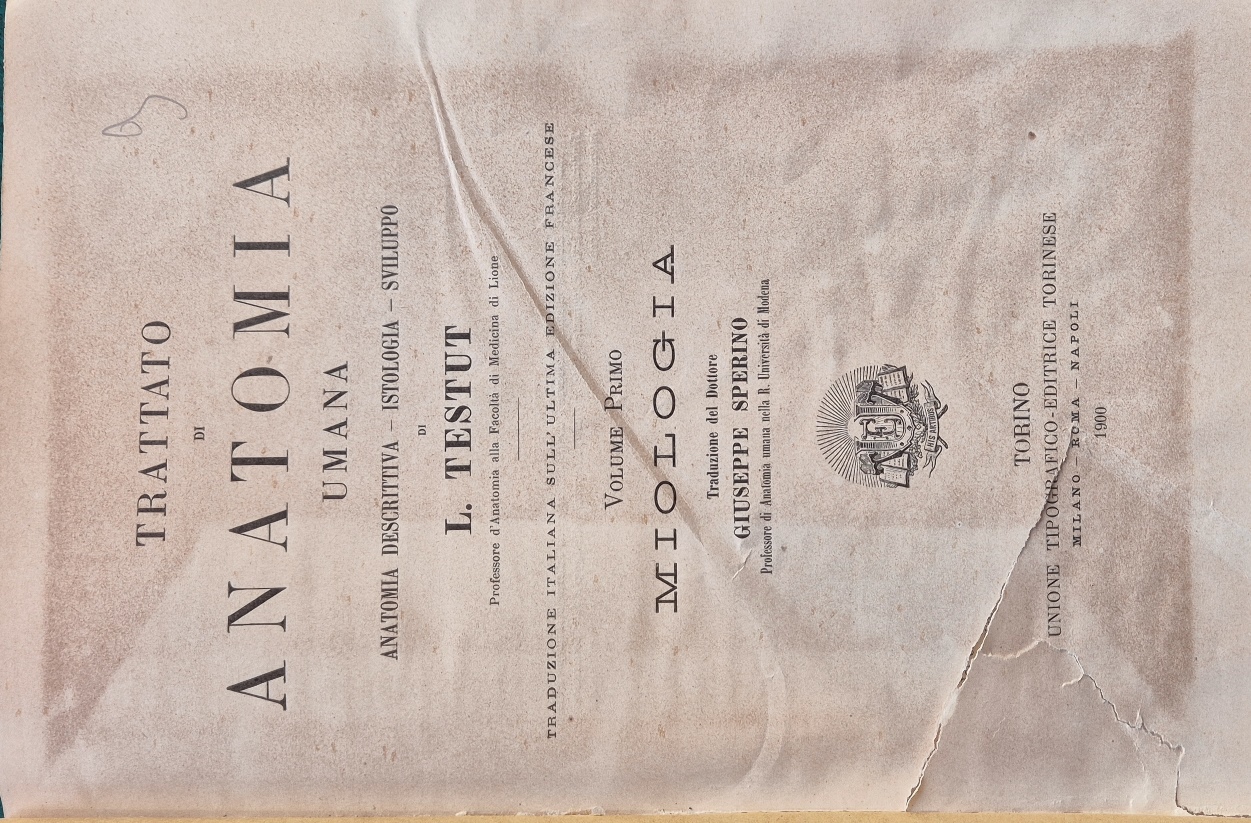 TRATTATO
DI
ANATOMIA
UMANA
ANATOMIA DESCRITTIVA – ISTOLOGIA – SVILUPPO
DI
L. TESTUT
Professore d'Anatomia alla Facoltà di Medicina di Lione
TRADUZIONE ITALIANA SULL'ULTIMA EDIZIONE FRANCESE
VOLUME PRIMO
MIOLOGIA
Traduzione del Dottore
GIUSEPPE SPERINO
Professore di Anatomia umana nella R. Università di Modena
HIS ARTIBUS
TORINO
UNIONE TIPOGRAFICO-EDITRICE TORINESE
MILANO – ROMA – NAPOLI
1900